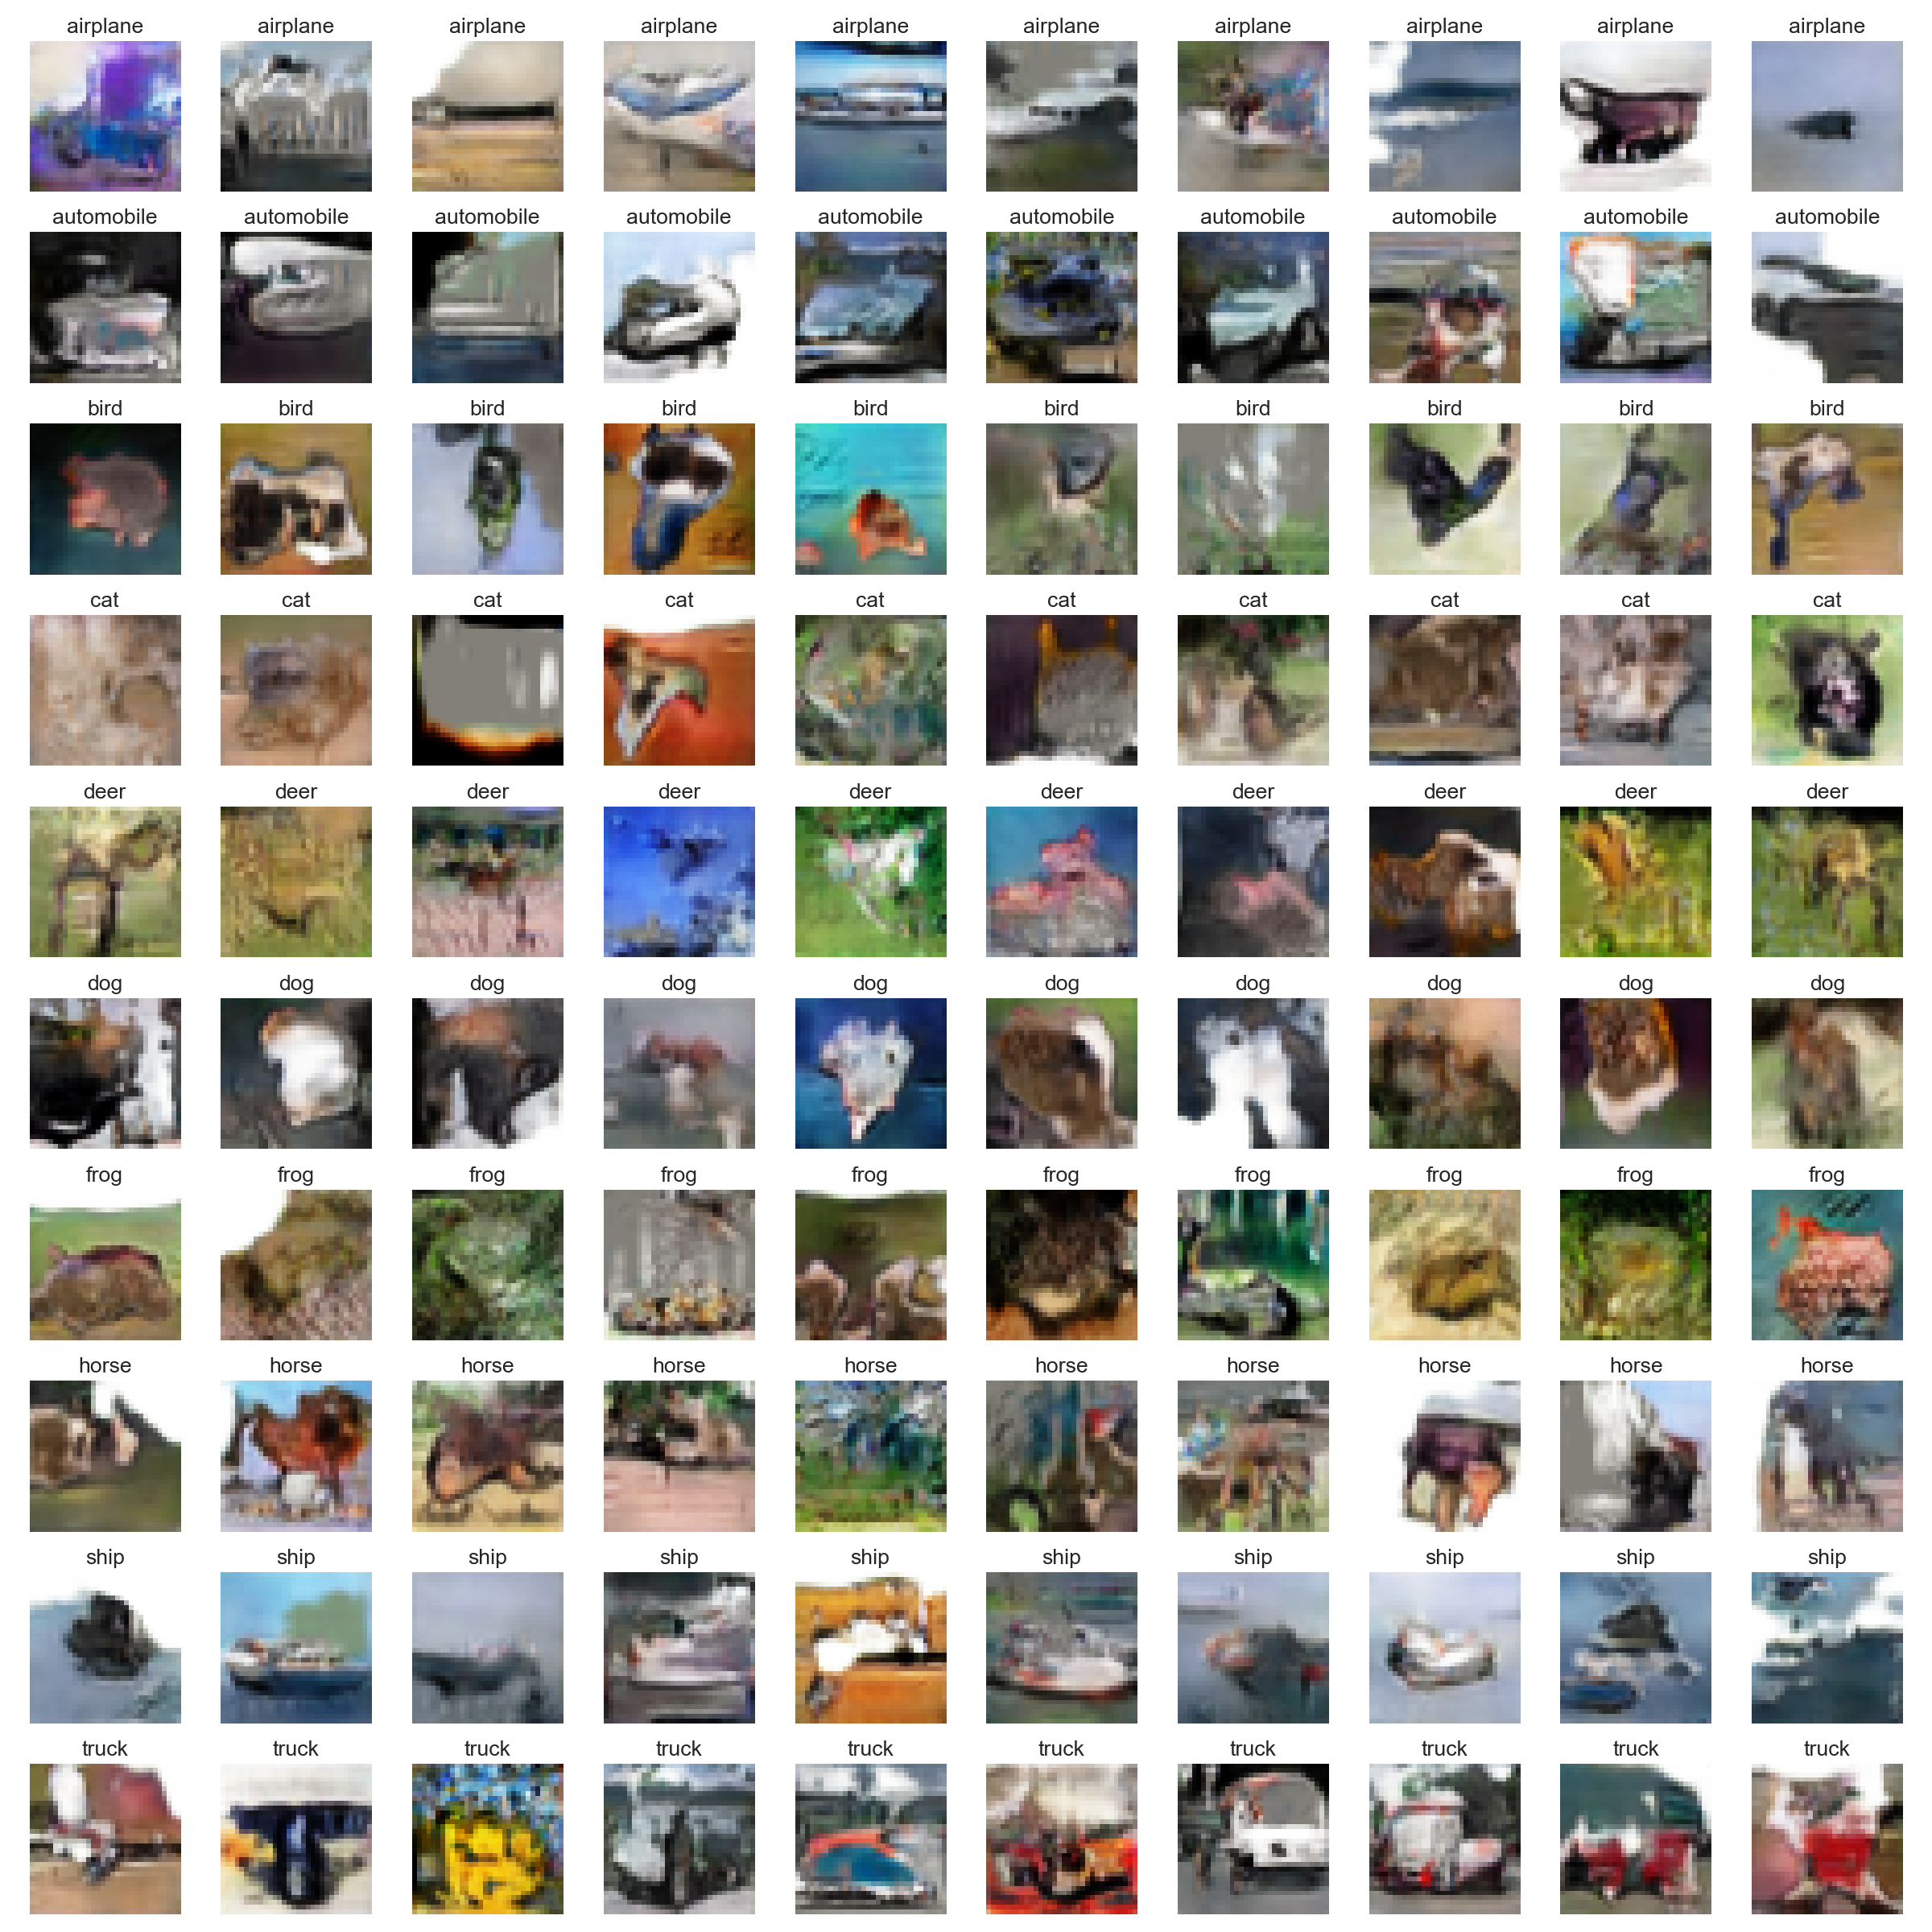 airplane airplane airplane airplane airplane airplane airplane airplane airplane airplane
automobile automobile automobile automobile automobile automobile automobile automobile automobile automobile
bird bird bird bird bird bird bird bird bird bird
cat cat cat cat cat cat cat cat cat cat
deer deer deer deer deer deer deer deer deer deer
dog dog dog dog dog dog dog dog dog dog
frog frog frog frog frog frog frog frog frog frog
horse horse horse horse horse horse horse horse horse horse
ship ship ship ship ship ship ship ship ship ship
truck truck truck truck truck truck truck truck truck truck